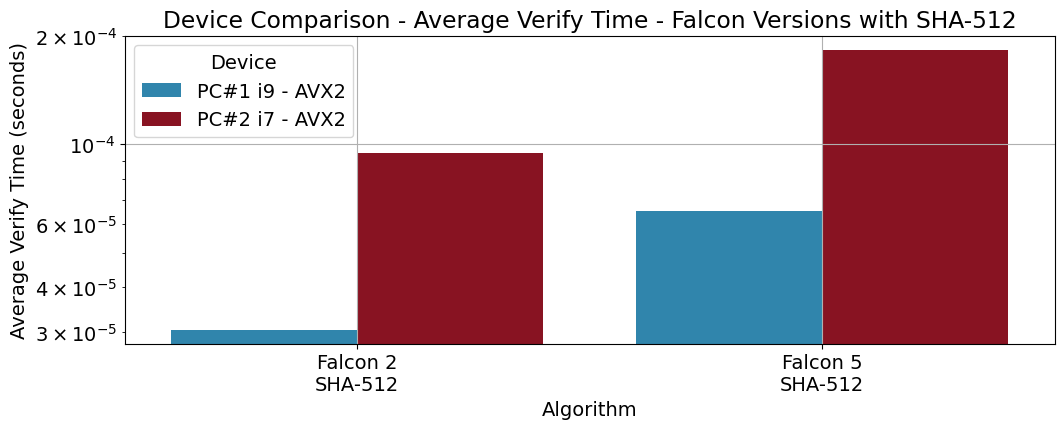 Device Comparison - Average Verify Time - Falcon Versions with SHA-512
Average Verify Time (seconds)
2 × 10⁻⁴
10⁻⁴
6 × 10⁻⁵
4 × 10⁻⁵
3 × 10⁻⁵
Device
PC#1 i9 - AVX2
PC#2 i7 - AVX2
Falcon 2
SHA-512
Falcon 5
SHA-512
Algorithm